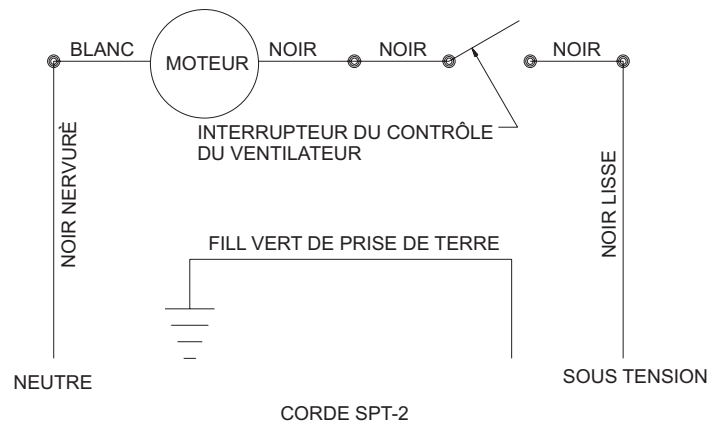 BLANC
MOTEUR
NOIR
NOIR
NOIR
INTERRUPTEUR DU CONTRÔLE
DU VENTILATEUR
NOIR NERVURÈ
NOIR LISSE
FILL VERT DE PRISE DE TERRE
NEUTRE
SOUS TENSION
CORDE SPT-2